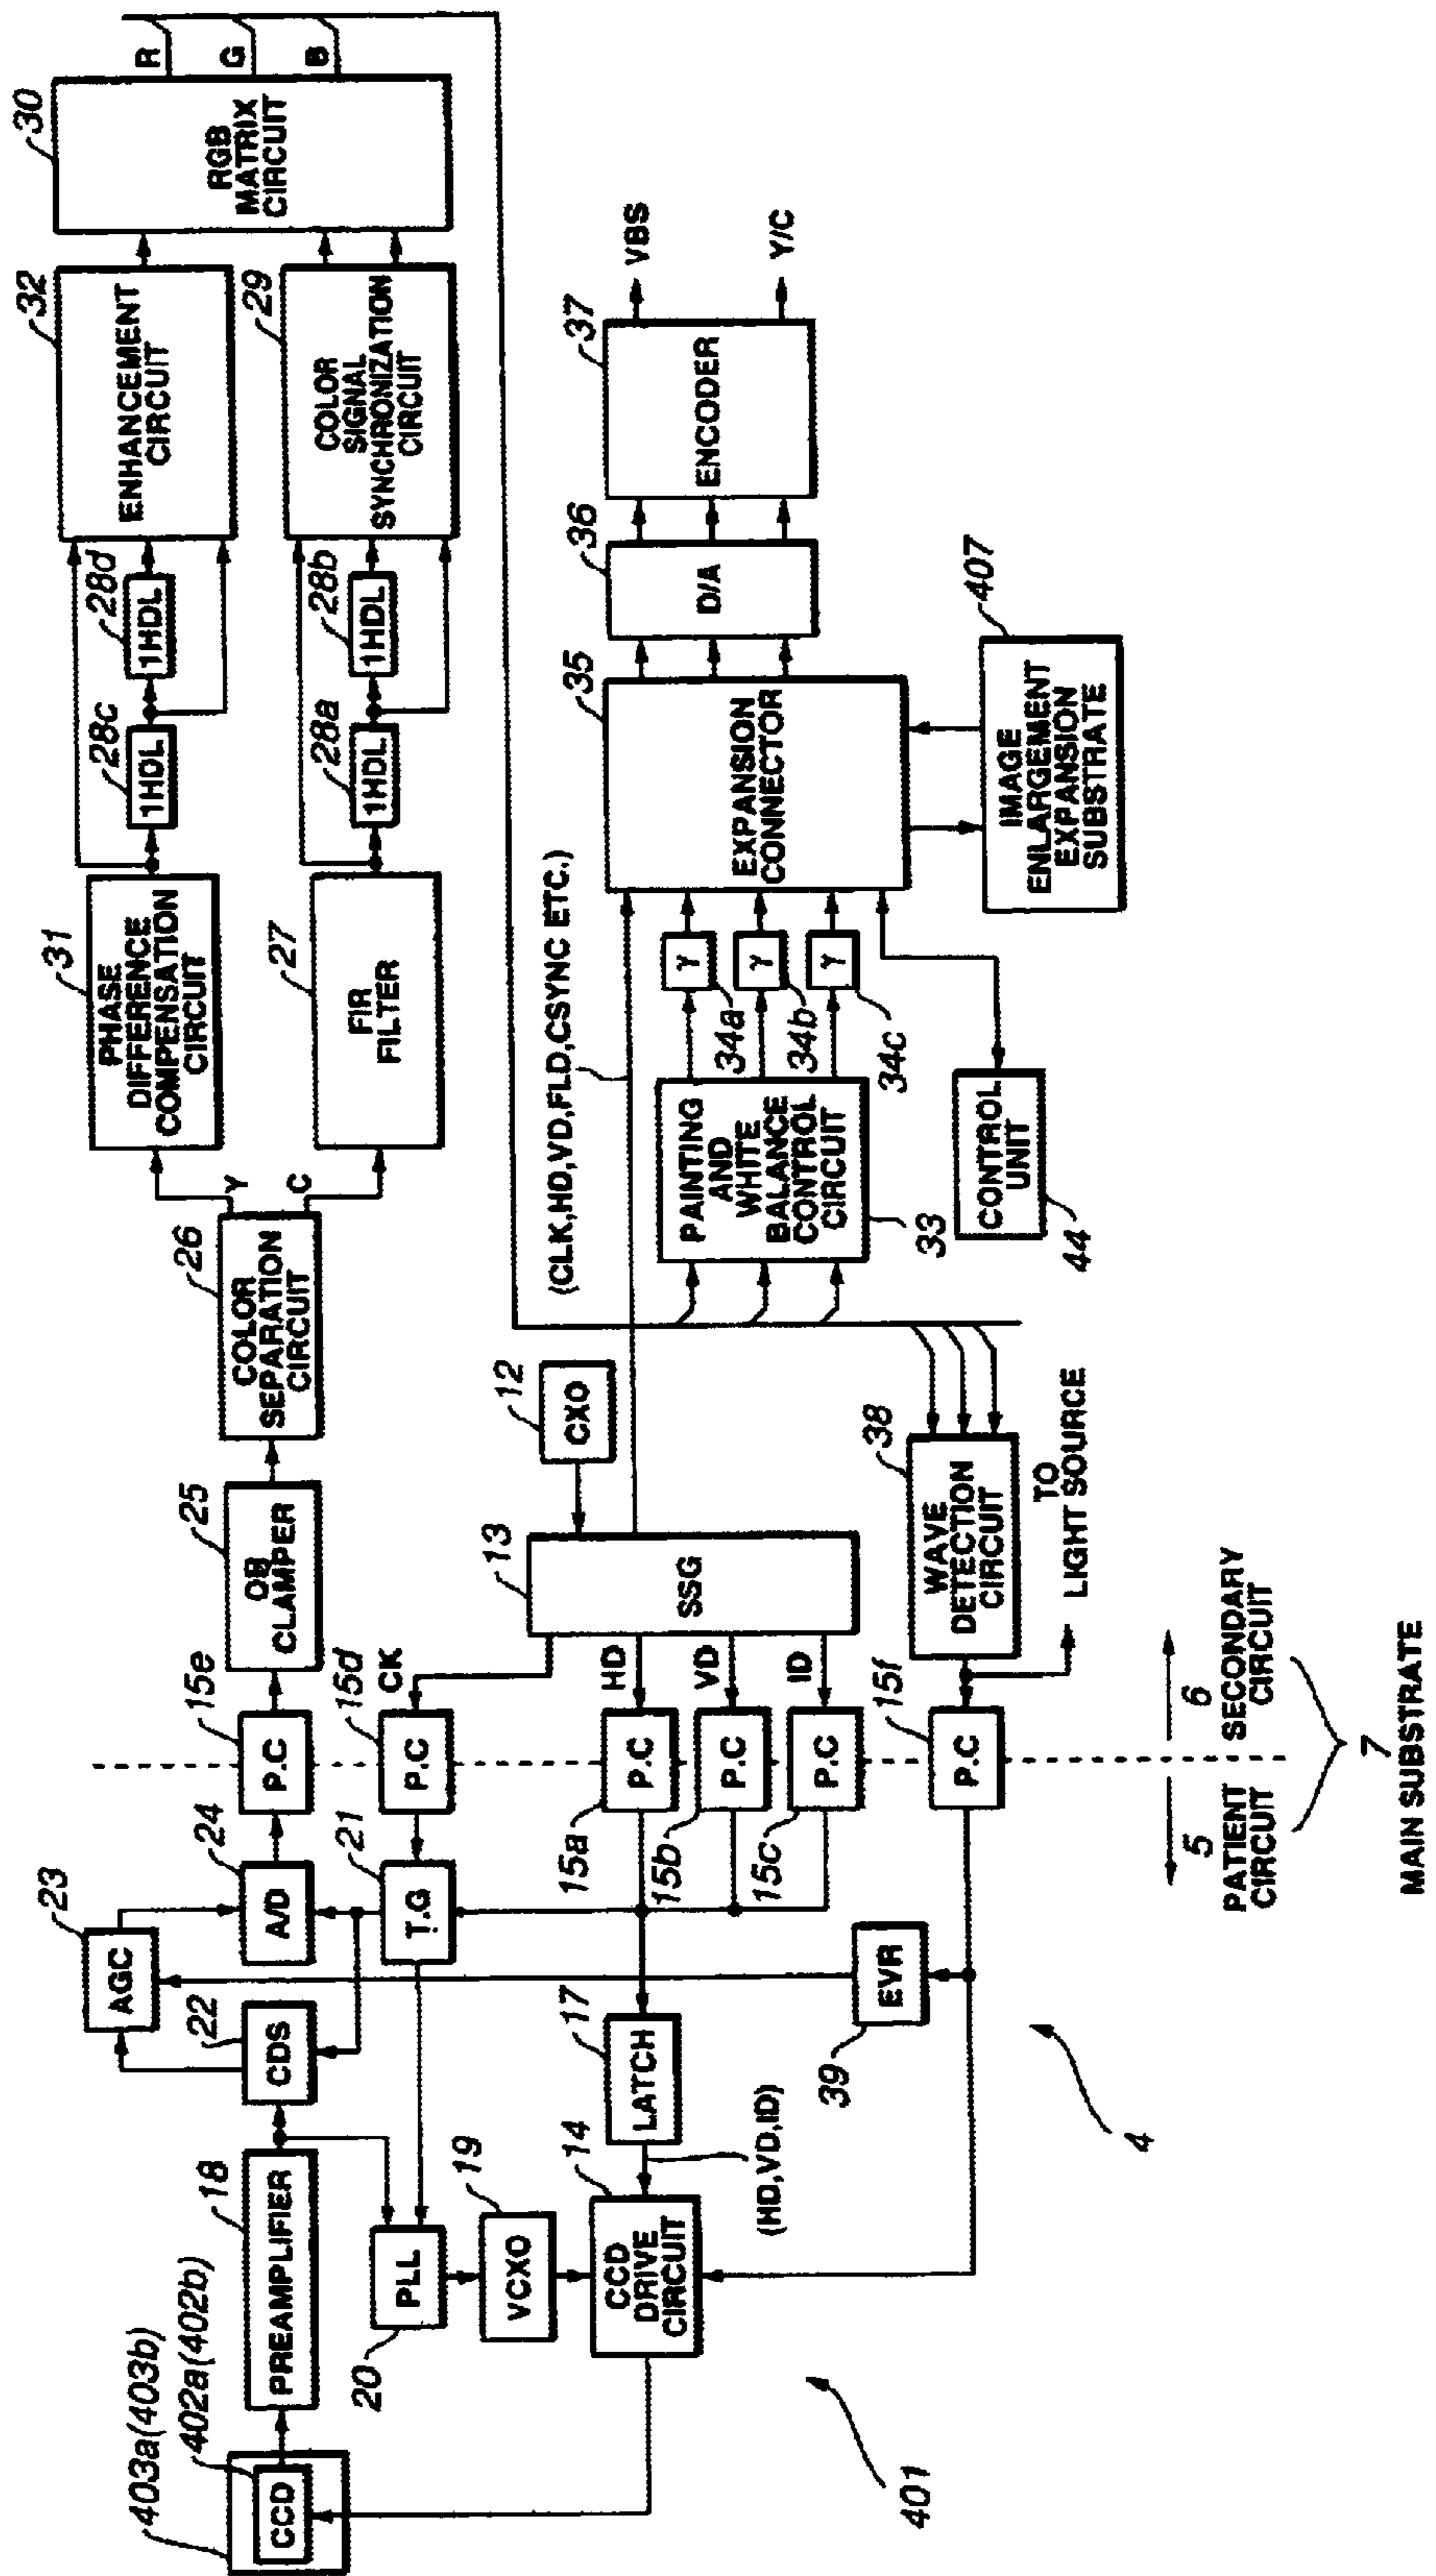 403a(403b)
402a(402b)
CCD
18
PREAMPLIFIER
22
CDS
23
AGC
24
A/D
15e
P.C
25
OB
CLAMPER
26
COLOR
SEPARATION
CIRCUIT
Y
C
31
PHASE
DIFFERENCE
COMPENSATION
CIRCUIT
27
FIR
FILTER
28c
1HDL
28d
1HDL
28a
1HDL
28b
1HDL
32
ENHANCEMENT
CIRCUIT
29
COLOR
SIGNAL
SYNCHRONIZATION
CIRCUIT
30
RGB
MATRIX
CIRCUIT
R
G
B
20
PLL
19
VCXO
21
T.G
15d
P.C
CK
14
CCD
DRIVE
CIRCUIT
(HD,VD,ID)
17
LATCH
15a
P.C
HD
15b
P.C
VD
15c
P.C
ID
13
SSG
12
CXO
(CLK,HD,VD,FLD,CSYNC ETC.)
33
PAINTING
AND
WHITE
BALANCE
CONTROL
CIRCUIT
34a
γ
34b
γ
34c
γ
35
EXPANSION
CONNECTOR
36
D/A
37
ENCODER
VBS
Y/C
407
IMAGE
ENLARGEMENT
EXPANSION
SUBSTRATE
44
CONTROL
UNIT
39
EVR
15f
P.C
38
WAVE
DETECTION
CIRCUIT
TO
LIGHT SOURCE
401
4
5
PATIENT
CIRCUIT
6
SECONDARY
CIRCUIT
7
MAIN SUBSTRATE